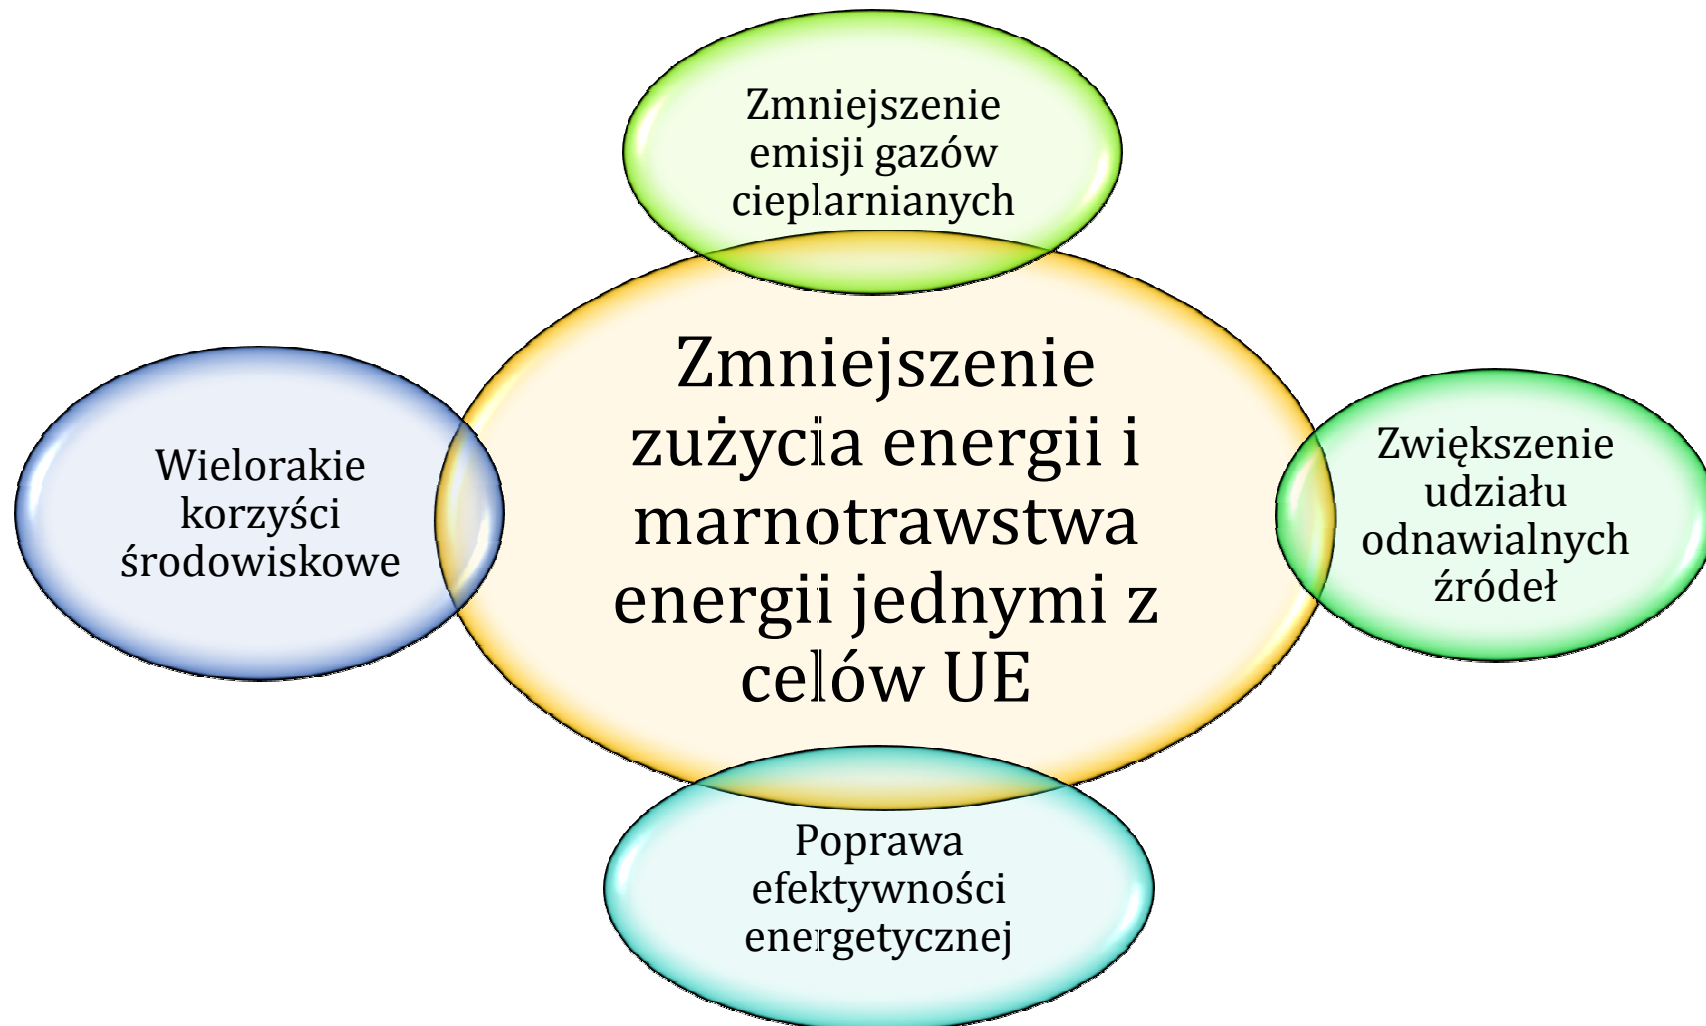 Zmniejszenie
emisji gazów
cieplarnianych
Zmniejszenie
zużycia energii i
marnotrawstwa
energii jednymi z
celów UE
Wielorakie
korzyści
środowiskowe
Zwiększenie
udziału
odnawialnych
źródeł
Poprawa
efektywności
energetycznej